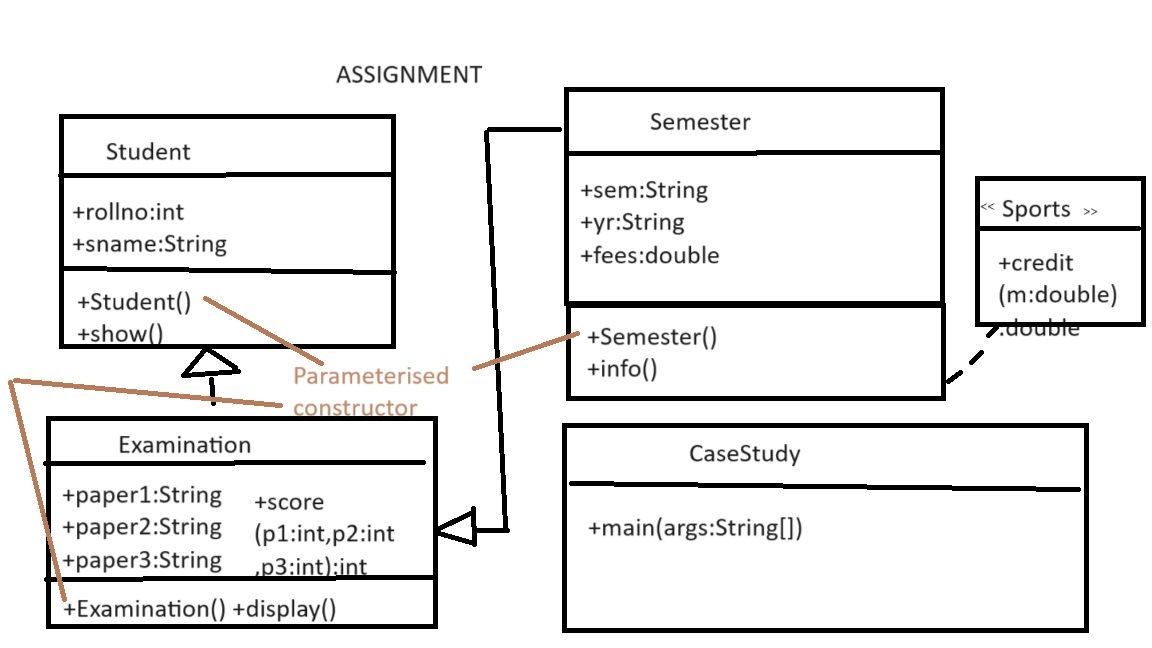 ASSIGNMENT
Student
+rollno:int
+sname:String
+Student()
+show()
Semester
+sem:String
+yr:String
+fees:double
+Semester()
+info()
<< Sports >>
+credit
(m:double)
:double
Parameterised
constructor
Examination
+paper1:String
+paper2:String
+paper3:String
+score
(p1:int,p2:int
,p3:int):int
+Examination() +display()
CaseStudy
+main(args:String[])